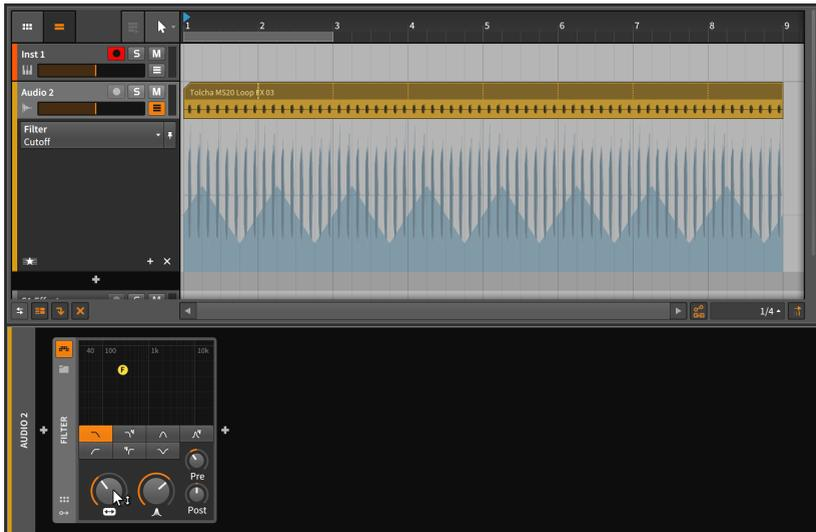 1 2 3 4 5 6 7 8 9
Inst 1 S M
Audio 2 S M
Tolcha MS20 Loop FX 03
Filter
Cutoff
+ ×
+
S M
1/4
40 100 1k 10k
F
AUDIO 2
FILTER
Pre
Post